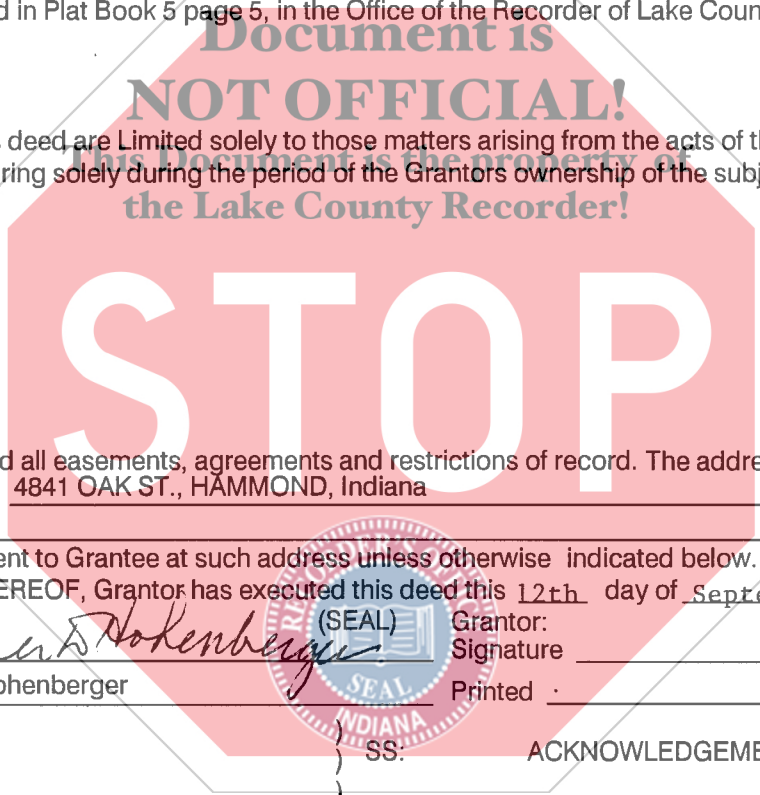 d in Plat Book 5 page 5, in the Office of the Recorder of Lake Coun
Document is
NOT OFFICIAL!
deed are Limited solely to those matters arising from the acts of t
This Document is the property of
ring solely during the period of the Grantors ownership of the subj
the Lake County Recorder!
STOP
d all easements, agreements and restrictions of record. The addre
4841 OAK ST., HAMMOND, Indiana
ent to Grantee at such address unless otherwise indicated below.
EREOF, Grantor has executed this deed this 12th day of Septe
(SEAL) Grantor:
Hohenberger Signature
ohenberger Printed
RECORDER'S OFFICE
SEAL
INDIANA
) SS: ACKNOWLEDGEME
)